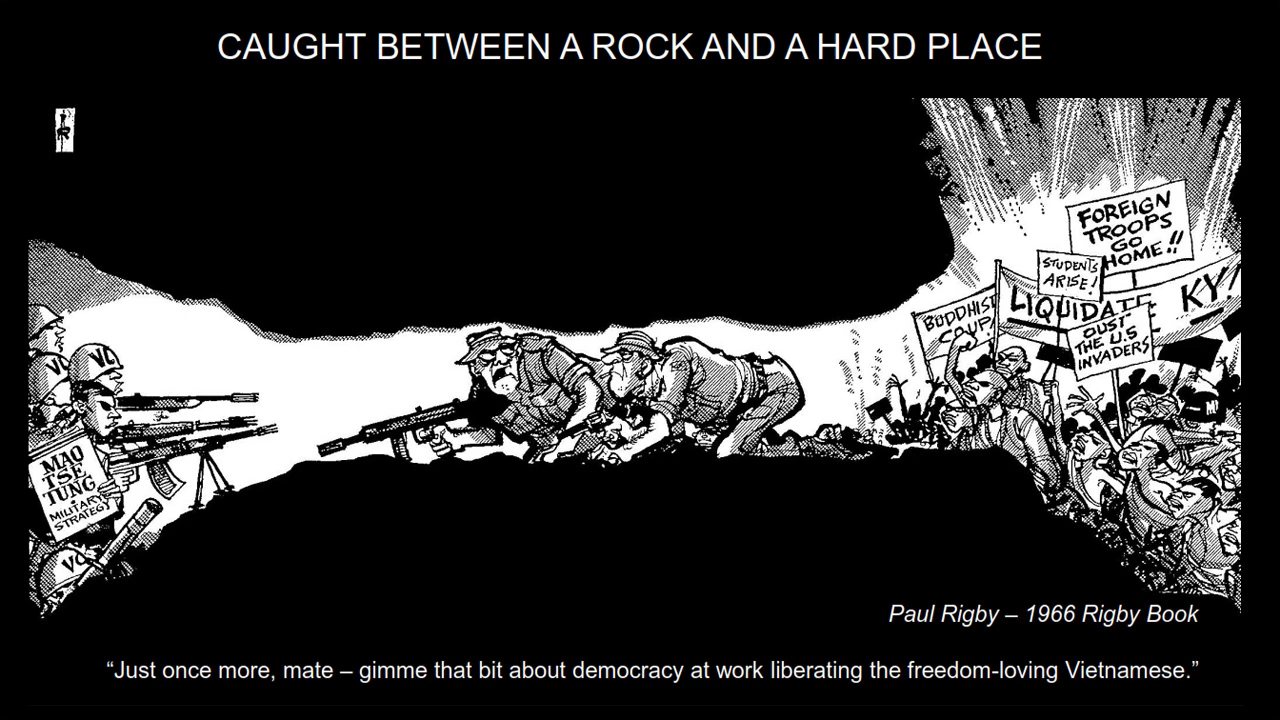 CAUGHT BETWEEN A ROCK AND A HARD PLACE
R
FOREIGN
TROOPS
GO
HOME!!
STUDENTS
ARISE!
BUDDHIST
COUP/
LIQUIDATE KY!
OUST
THE U.S
INVADERS
VC
VC
MAO
TSE
TUNG
MILITARY
STRATEGY
VC
Paul Rigby – 1966 Rigby Book
“Just once more, mate – gimme that bit about democracy at work liberating the freedom-loving Vietnamese.”